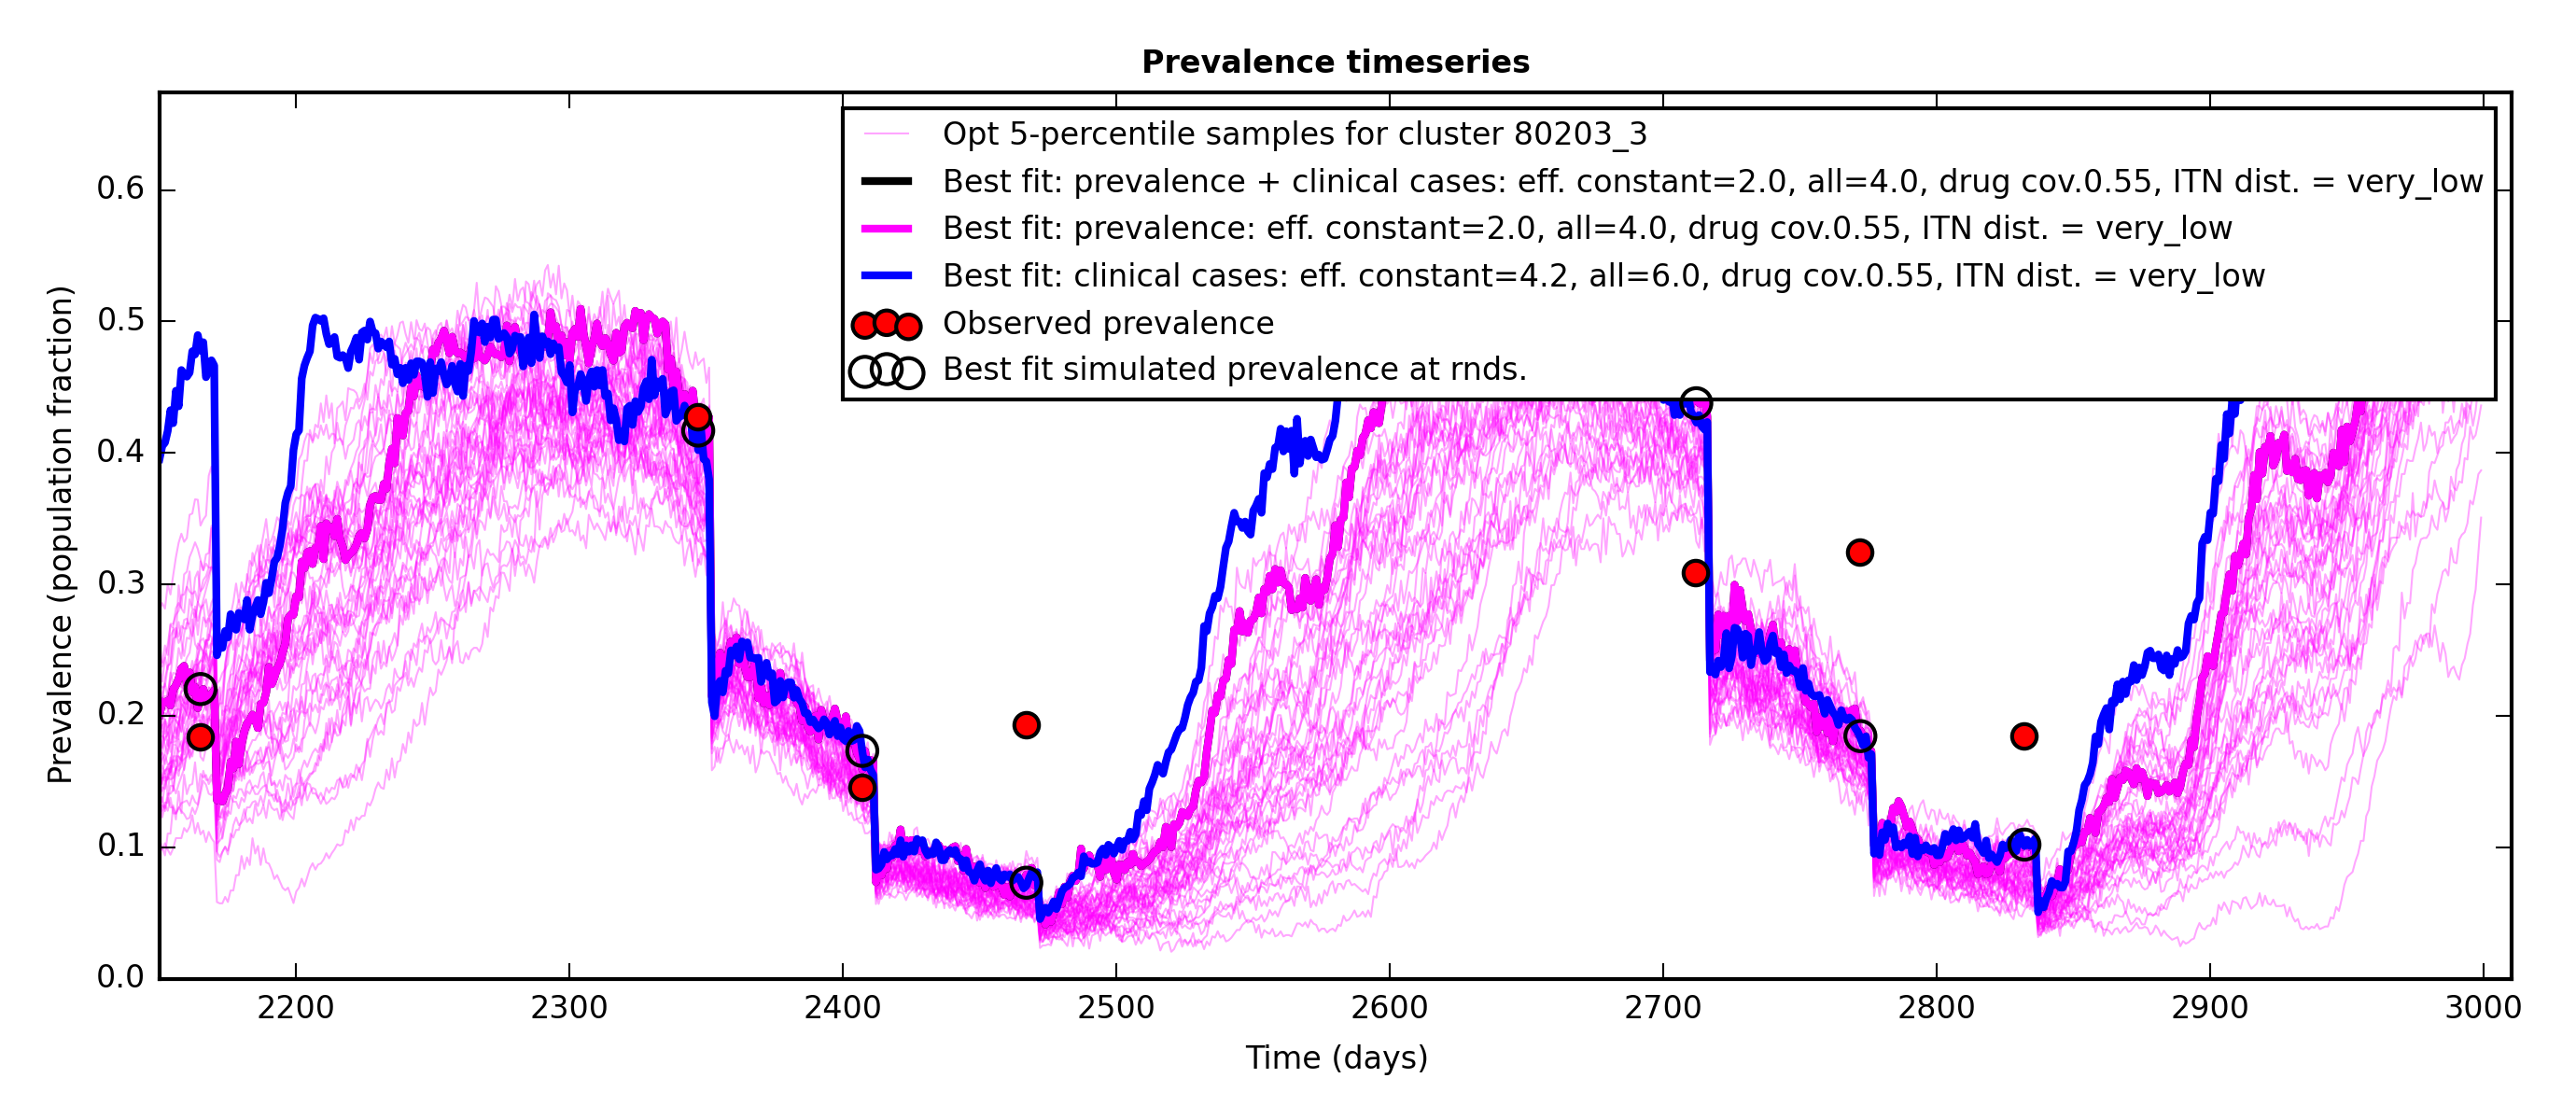 Prevalence timeseries
Opt 5-percentile samples for cluster 80203_3
Best fit: prevalence + clinical cases: eff. constant=2.0, all=4.0, drug cov.0.55, ITN dist. = very_low
Best fit: prevalence: eff. constant=2.0, all=4.0, drug cov.0.55, ITN dist. = very_low
Best fit: clinical cases: eff. constant=4.2, all=6.0, drug cov.0.55, ITN dist. = very_low
Observed prevalence
Best fit simulated prevalence at rnds.
Prevalence (population fraction)
0.6
0.5
0.4
0.3
0.2
0.1
0.0
2200 2300 2400 2500 2600 2700 2800 2900 3000
Time (days)